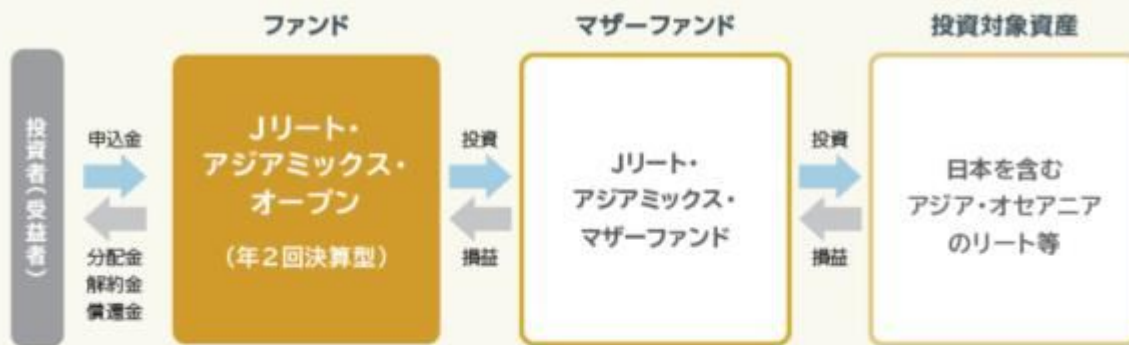 ファンド
マザーファンド
投資対象資産
投資者(受益者)
申込金
分配金
解約金
償還金
Jリート・
アジアミックス・
オープン
(年2回決算型)
投資
損益
Jリート・
アジアミックス・
マザーファンド
投資
損益
日本を含む
アジア・オセアニア
のリート等